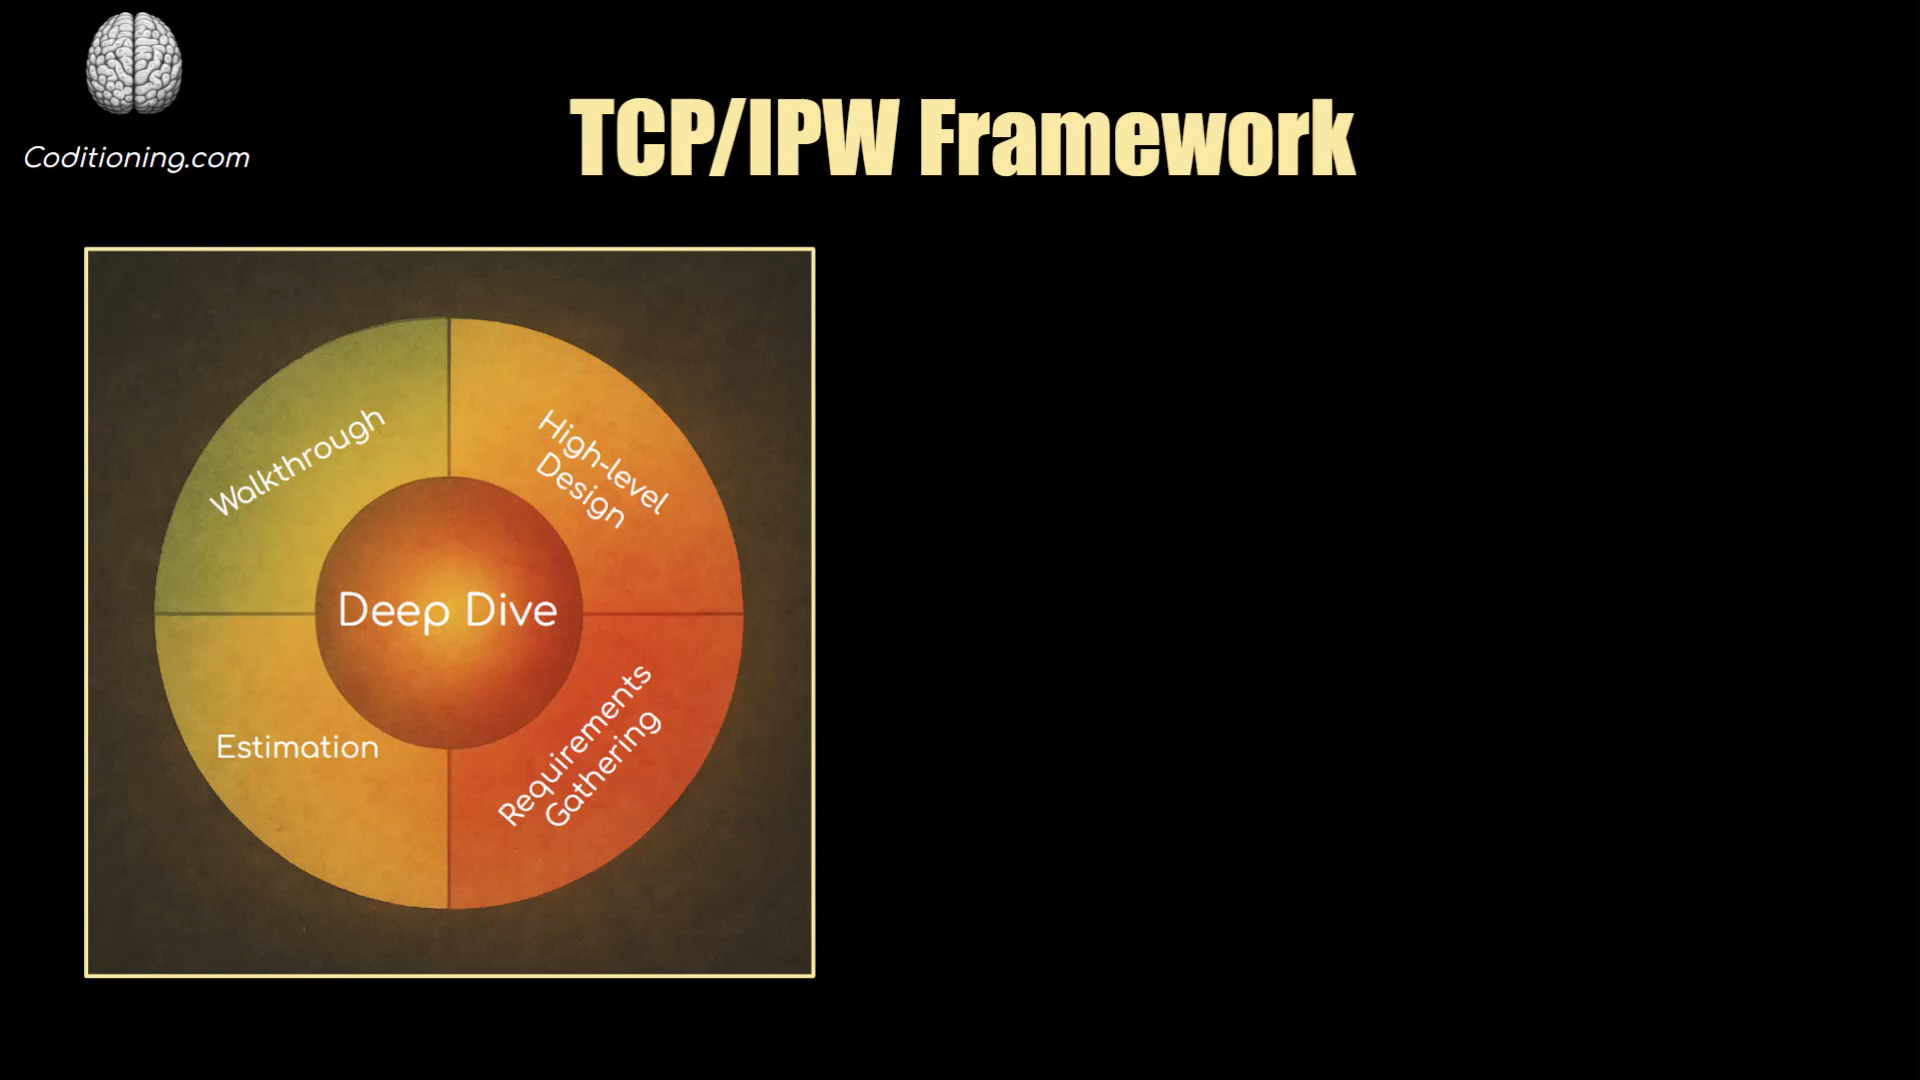 Coditioning.com
TCP/IPW Framework
Walkthrough
High-level
Design
Deep Dive
Estimation
Requirements
Gathering